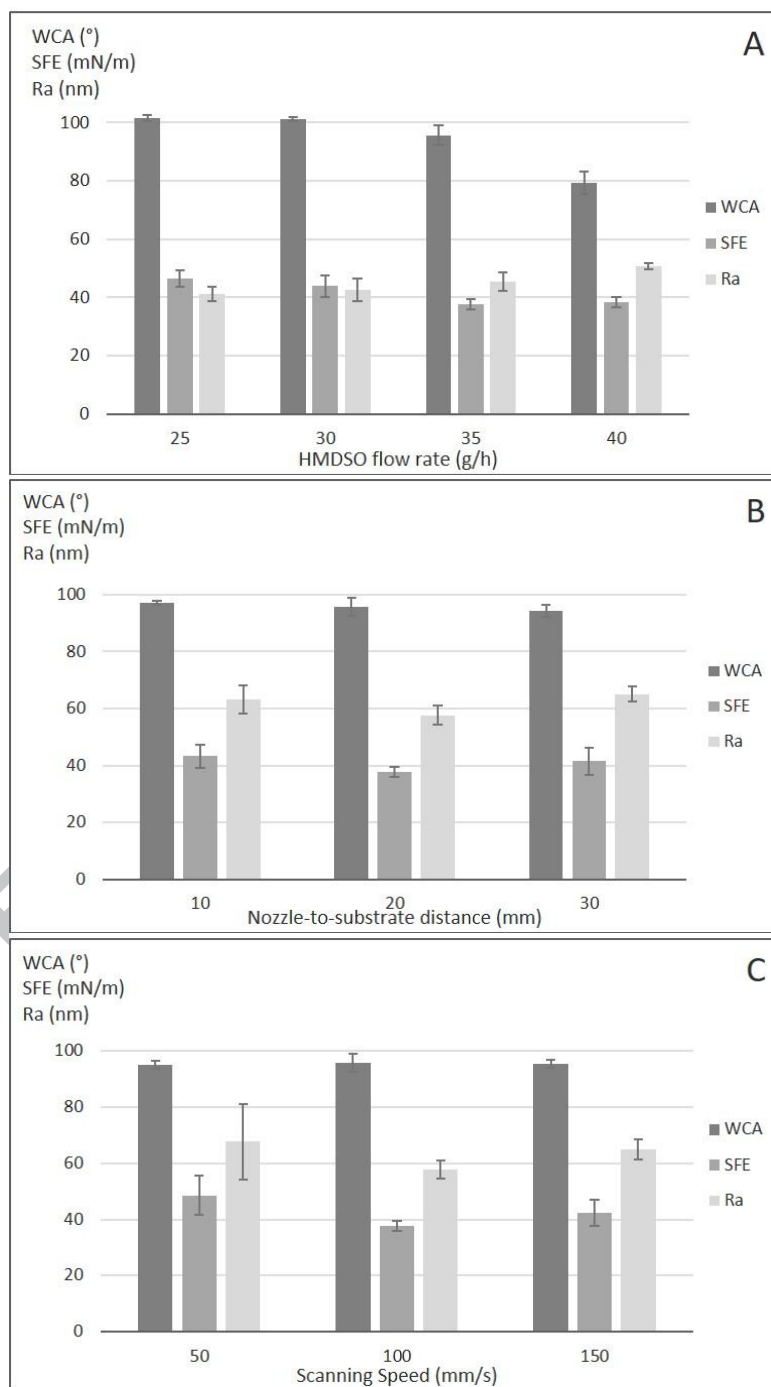 WCA (°)
SFE (mN/m)
Ra (nm)
A
100
80
60
40
20
0
25 30 35 40
HMDSO flow rate (g/h)
WCA
SFE
Ra
WCA (°)
SFE (mN/m)
Ra (nm)
B
100
80
60
40
20
0
10 20 30
Nozzle-to-substrate distance (mm)
WCA
SFE
Ra
WCA (°)
SFE (mN/m)
Ra (nm)
C
100
80
60
40
20
0
50 100 150
Scanning Speed (mm/s)
WCA
SFE
Ra